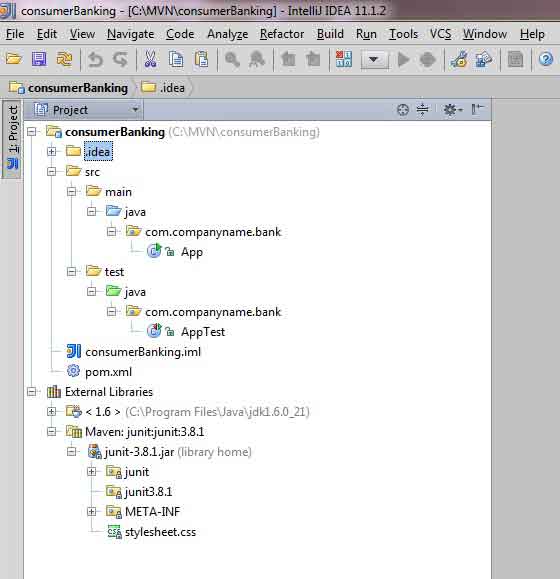 consumerBanking - [C:\MVN\consumerBanking] - IntelliJ IDEA 11.1.2
File Edit View Navigate Code Analyze Refactor Build Run Tools VCS Window Help
consumerBanking .idea
1: Project
Project
consumerBanking (C:\MVN\consumerBanking)
.idea
src
main
java
com.companyname.bank
App
test
java
com.companyname.bank
AppTest
consumerBanking.iml
pom.xml
External Libraries
< 1.6 > (C:\Program Files\Java\jdk1.6.0_21)
Maven: junit:junit:3.8.1
junit-3.8.1.jar (library home)
junit
junit3.8.1
META-INF
stylesheet.css